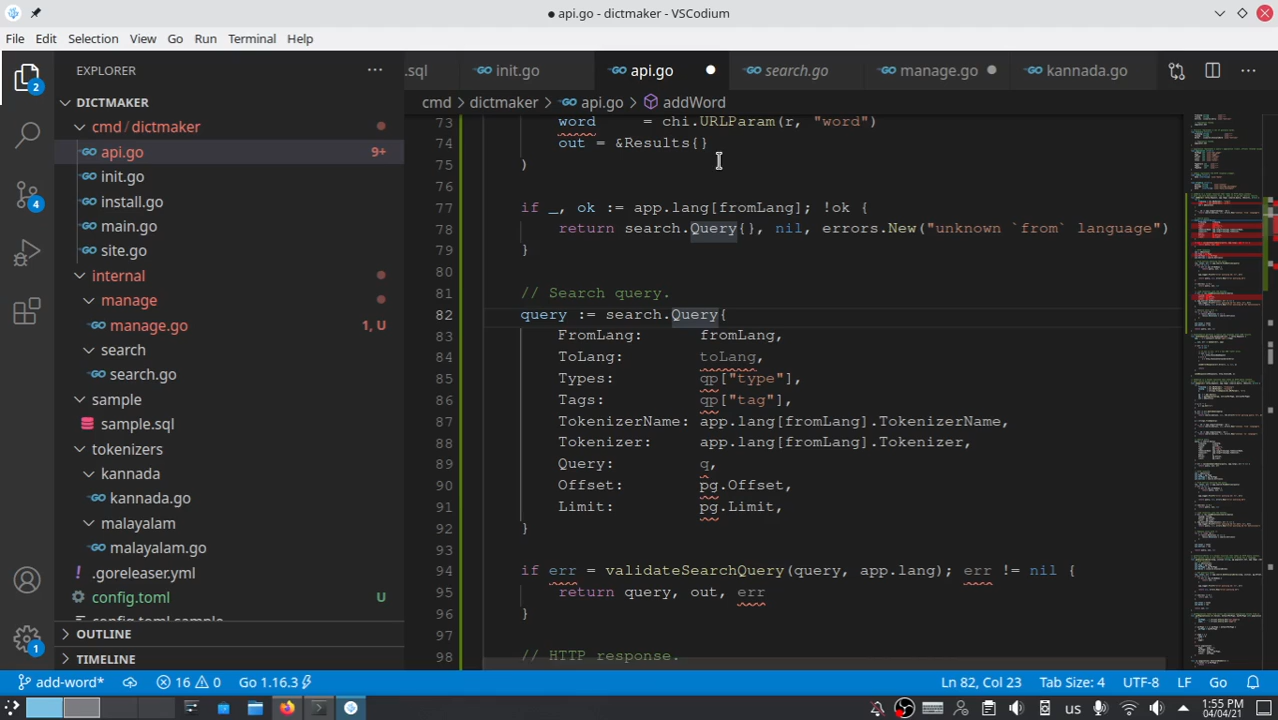 api.go - dictmaker - VSCodium
File Edit Selection View Go Run Terminal Help
EXPLORER
.sql init.go api.go search.go manage.go kannada.go
DICTMAKER
cmd / dictmaker
api.go 9+
init.go
install.go
main.go
site.go
internal
manage
manage.go 1, U
search
search.go
sample
sample.sql
tokenizers
kannada
kannada.go
malayalam
malayalam.go
.goreleaser.yml
config.toml U
config.toml.sample
OUTLINE
TIMELINE
2
4
1
cmd > dictmaker > api.go > addWord
73 word = chi.URLParam(r, "word")
74 out = &Results{}
75 )
76
77 if _, ok := app.lang[fromLang]; !ok {
78 return search.Query{}, nil, errors.New("unknown `from` language")
79 }
80
81 // Search query.
82 query := search.Query{
83 FromLang: fromLang,
84 ToLang: toLang,
85 Types: qp["type"],
86 Tags: qp["tag"],
87 TokenizerName: app.lang[fromLang].TokenizerName,
88 Tokenizer: app.lang[fromLang].Tokenizer,
89 Query: q,
90 Offset: pg.Offset,
91 Limit: pg.Limit,
92 }
93
94 if err = validateSearchQuery(query, app.lang); err != nil {
95 return query, out, err
96 }
97
98 // HTTP response.
add-word* 16 0 Go 1.16.3 Ln 82, Col 23 Tab Size: 4 UTF-8 LF Go
us 1:55 PM
04/04/21